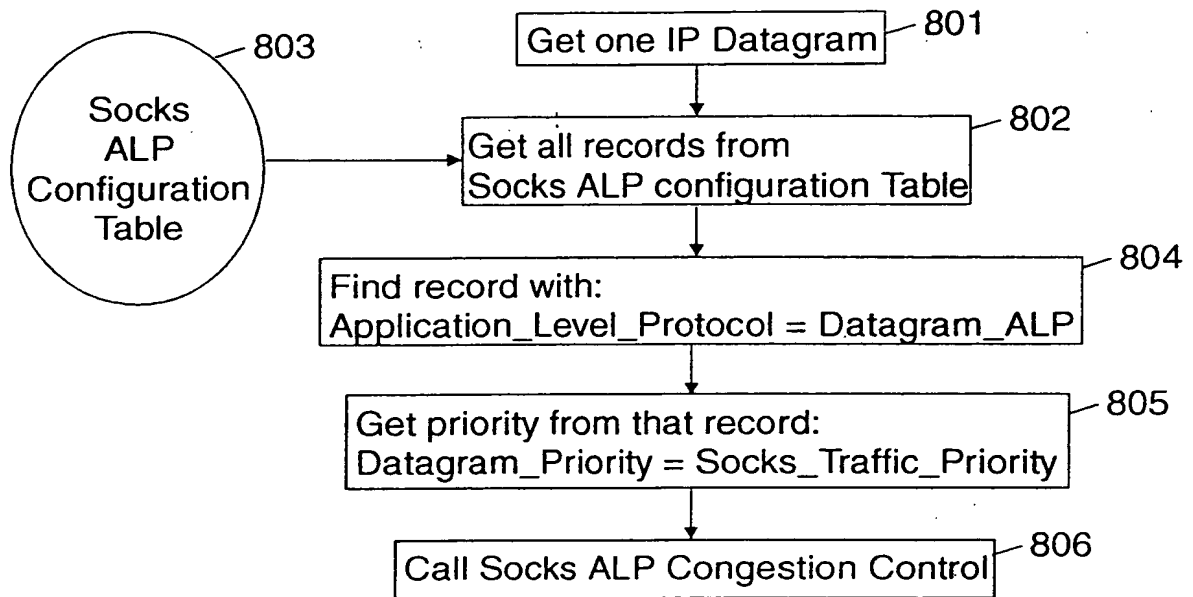 803
Socks
ALP
Configuration
Table
Get one IP Datagram
801
Get all records from
Socks ALP configuration Table
802
Find record with:
Application_Level_Protocol = Datagram_ALP
804
Get priority from that record:
Datagram_Priority = Socks_Traffic_Priority
805
Call Socks ALP Congestion Control
806